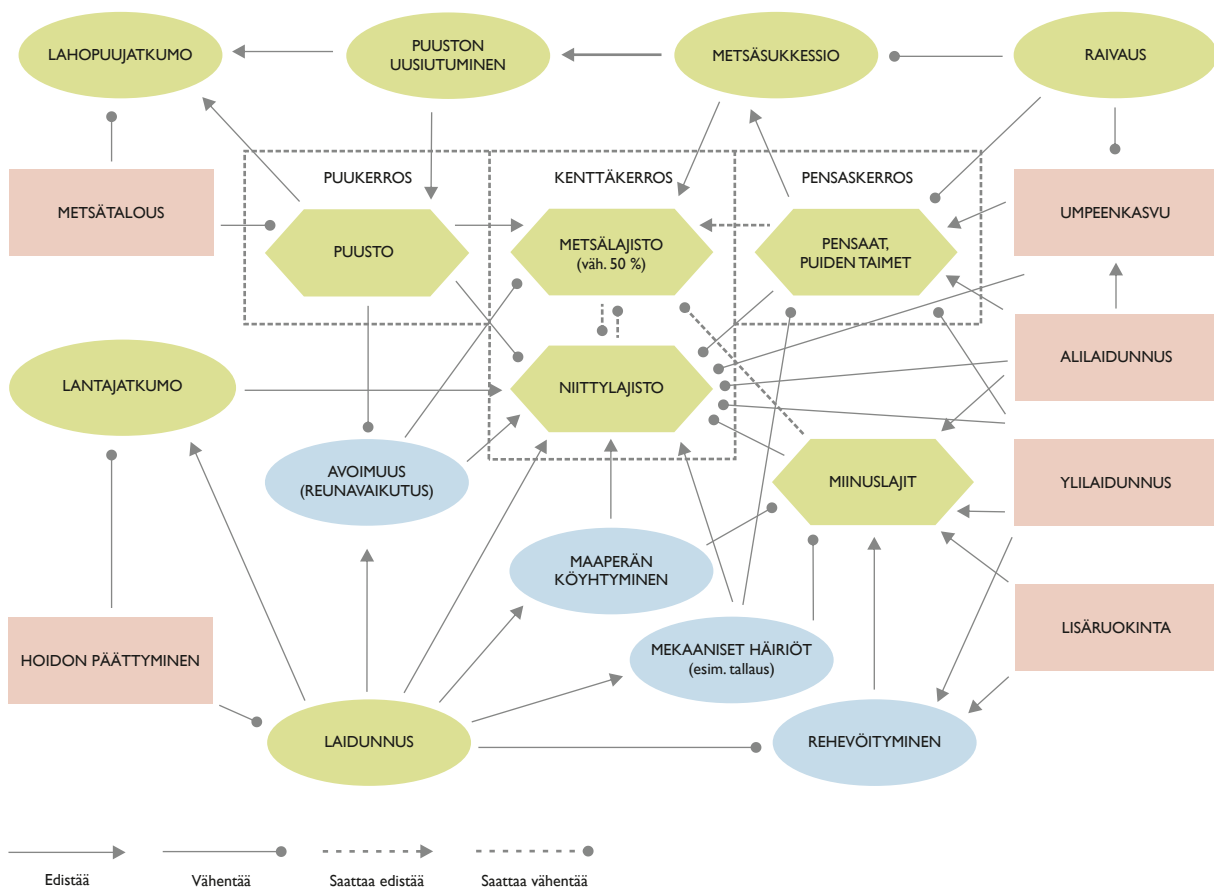 LAHOPUUJATKUMO
PUUSTON
UUSIUTUMINEN
METSÄSUKKESSIO
RAIVAUS
PUUKERROS
KENTTÄKERROS
PENSASKERROS
METSÄTALOUS
PUUSTO
METSÄLAJISTO
(väh. 50 %)
PENSAAT,
PUIDEN TAIMET
UMPEENKASVU
LANTAJATKUMO
NIITTYLAJISTO
ALILAIDUNNUS
AVOIMUUS
(REUNAVAIKUTUS)
MIINUSLAJIT
YLILAIDUNNUS
MAAPERÄN
KÖYHTYMINEN
HOIDON PÄÄTTYMINEN
MEKAANISET HÄIRIÖT
(esim. tallaus)
LISÄRUOKINTA
LAIDUNNUS
REHEVÖITYMINEN
Edistää
Vähentää
Saattaa edistää
Saattaa vähentää